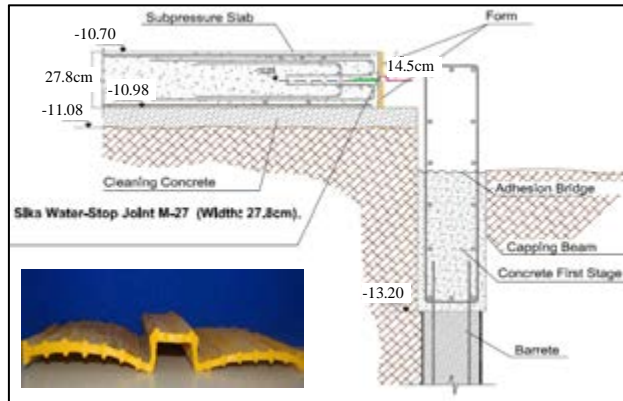 Subpressure Slab
Form
-10.70
14.5cm
27.8cm
-10.98
-11.08
Cleaning Concrete
Adhesion Bridge
Sika Water-Stop Joint M-27 (Width: 27.8cm).
Capping Beam
Concrete First Stage
-13.20
Barrete